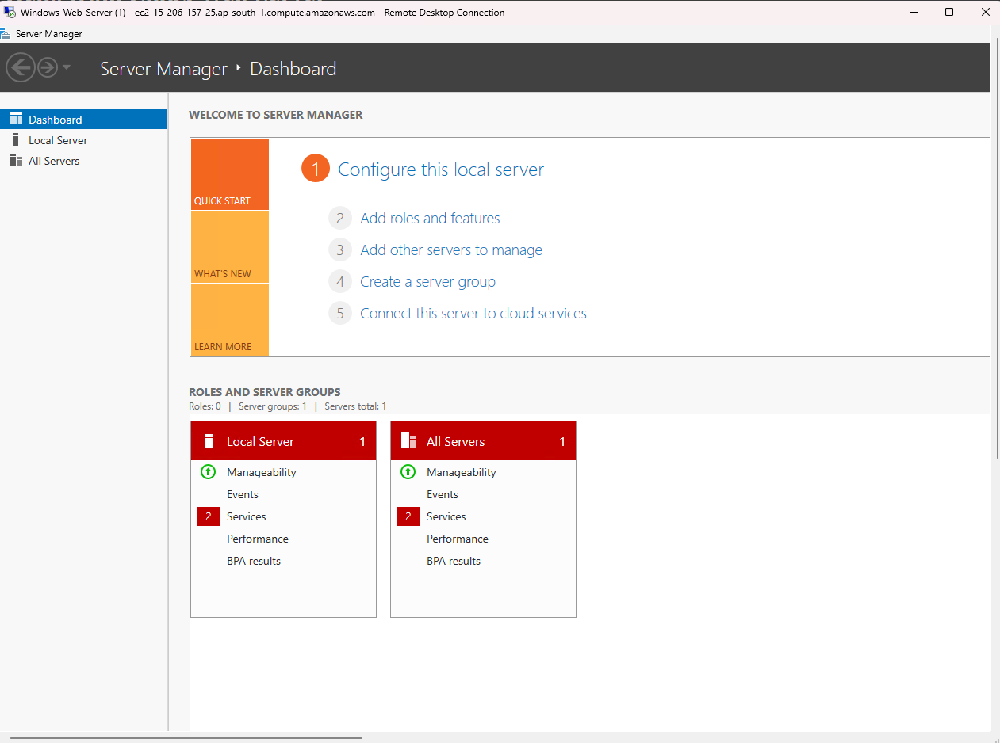 Windows-Web-Server (1) - ec2-15-206-157-25.ap-south-1.compute.amazonaws.com - Remote Desktop Connection
Server Manager
Server Manager ‣ Dashboard
Dashboard
Local Server
All Servers
WELCOME TO SERVER MANAGER
QUICK START
WHAT'S NEW
LEARN MORE
1 Configure this local server
2 Add roles and features
3 Add other servers to manage
4 Create a server group
5 Connect this server to cloud services
ROLES AND SERVER GROUPS
Roles: 0 | Server groups: 1 | Servers total: 1
Local Server 1
Manageability
Events
2 Services
Performance
BPA results
All Servers 1
Manageability
Events
2 Services
Performance
BPA results